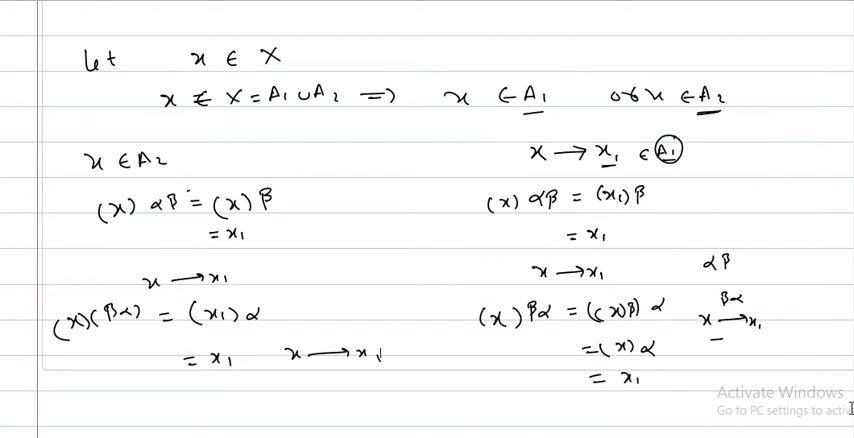 Let x ∈ X
x ∈ X = A₁ ∪ A₂ ⇒ x ∈ A₁ or x ∈ A₂
x ∈ A₂
(x) αβ = (x) β
= x₁
x → x₁
(x)(βα) = (x₁) α
= x₁ x → x₁
x → x₁ ∈ A₁
(x) αβ = (x₁) β
= x₁
x → x₁
(x) βα = ((x)β) α
= (x) α
= x₁
αβ
βα
x → x₁
Activate Windows
Go to PC settings to activ